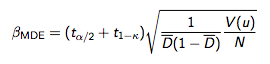 β_MDE = (t_{α/2} + t_{1−κ}) √( 1 / ( D̅(1 − D̅) ) · V(u) / N )